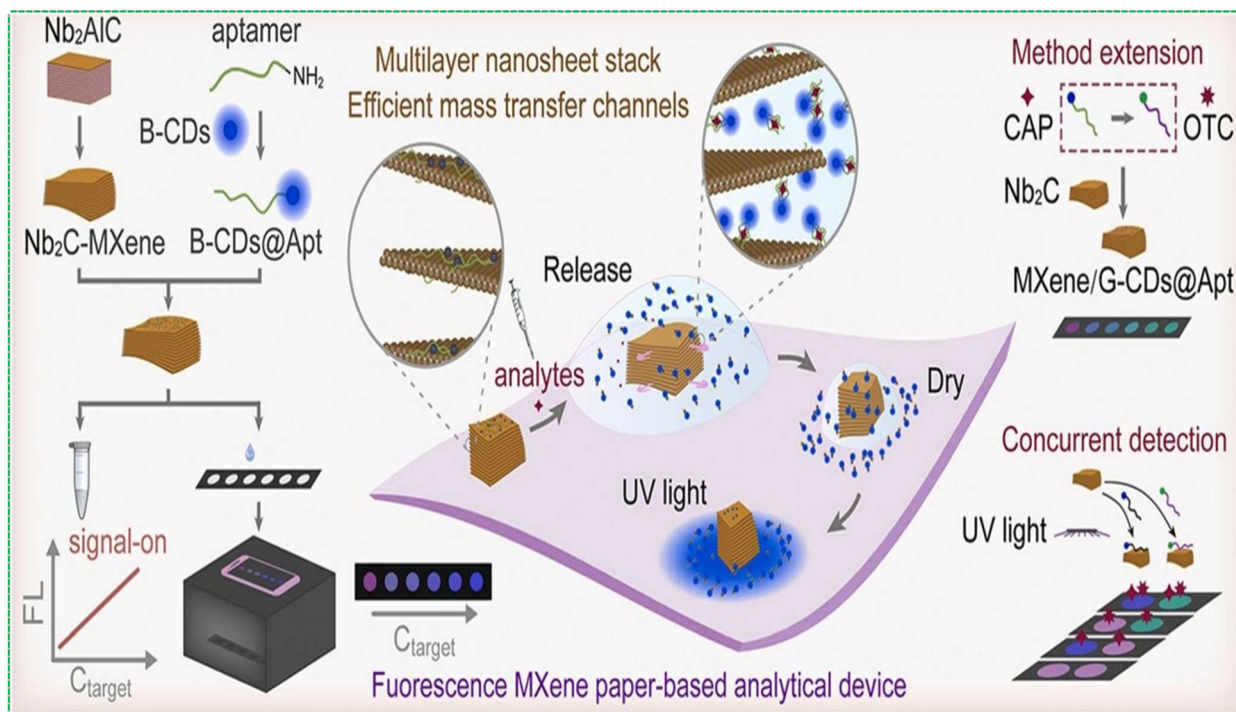 Nb₂AlC
aptamer
NH₂
B-CDs
Nb₂C-MXene
B-CDs@Apt
signal-on
FL
C target
C target
Multilayer nanosheet stack
Efficient mass transfer channels
Release
analytes
Dry
UV light
Fluorescence MXene paper-based analytical device
Method extension
CAP
OTC
Nb₂C
MXene/G-CDs@Apt
Concurrent detection
UV light